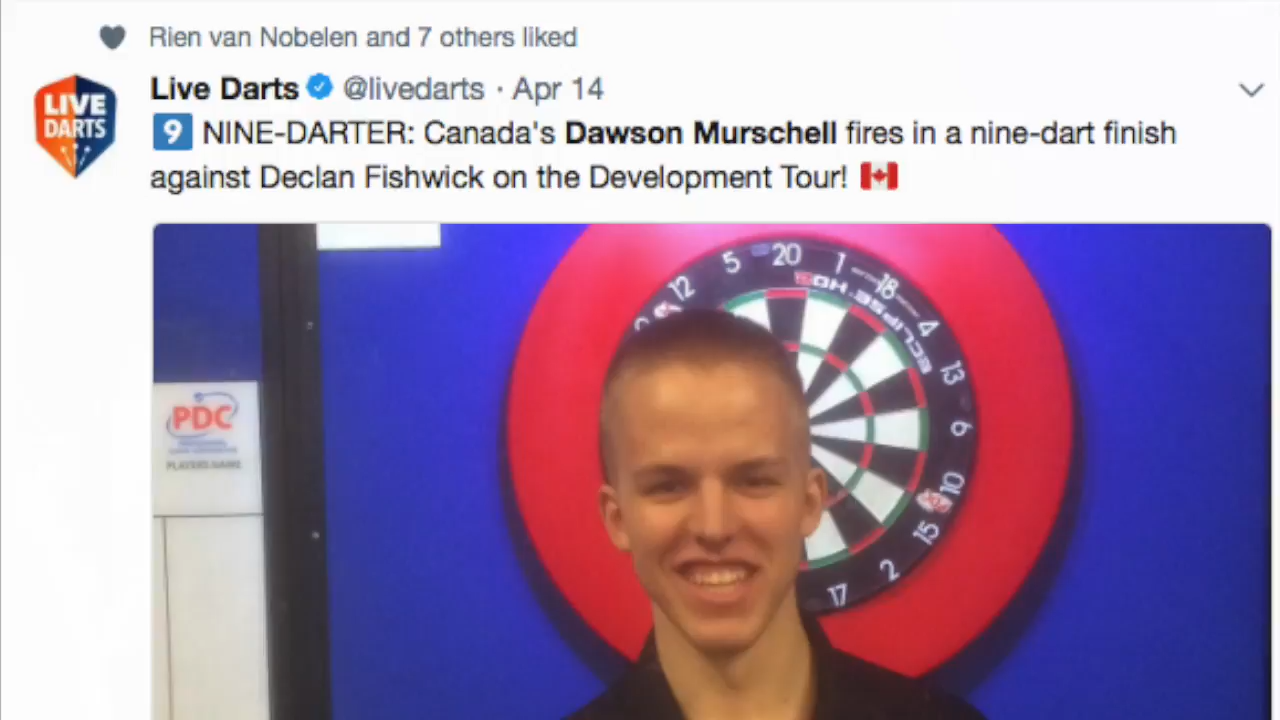 Rien van Nobelen and 7 others liked
Live Darts @livedarts · Apr 14
9 NINE-DARTER: Canada's Dawson Murschell fires in a nine-dart finish
against Declan Fishwick on the Development Tour!
LIVE
DARTS
PDC
12
5
20
1
18
4
13
6
10
15
2
17